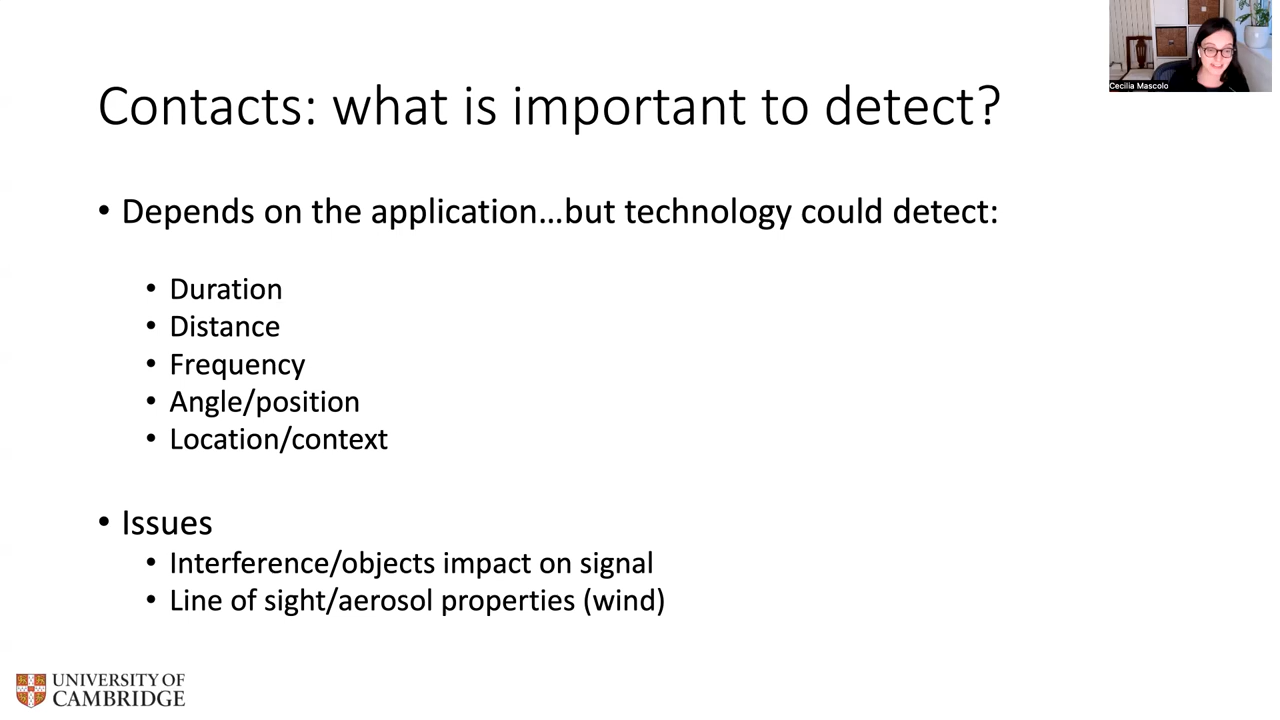 Cecilia Mascolo
Contacts: what is important to detect?
• Depends on the application…but technology could detect:
• Duration
• Distance
• Frequency
• Angle/position
• Location/context
• Issues
• Interference/objects impact on signal
• Line of sight/aerosol properties (wind)
UNIVERSITY OF
CAMBRIDGE